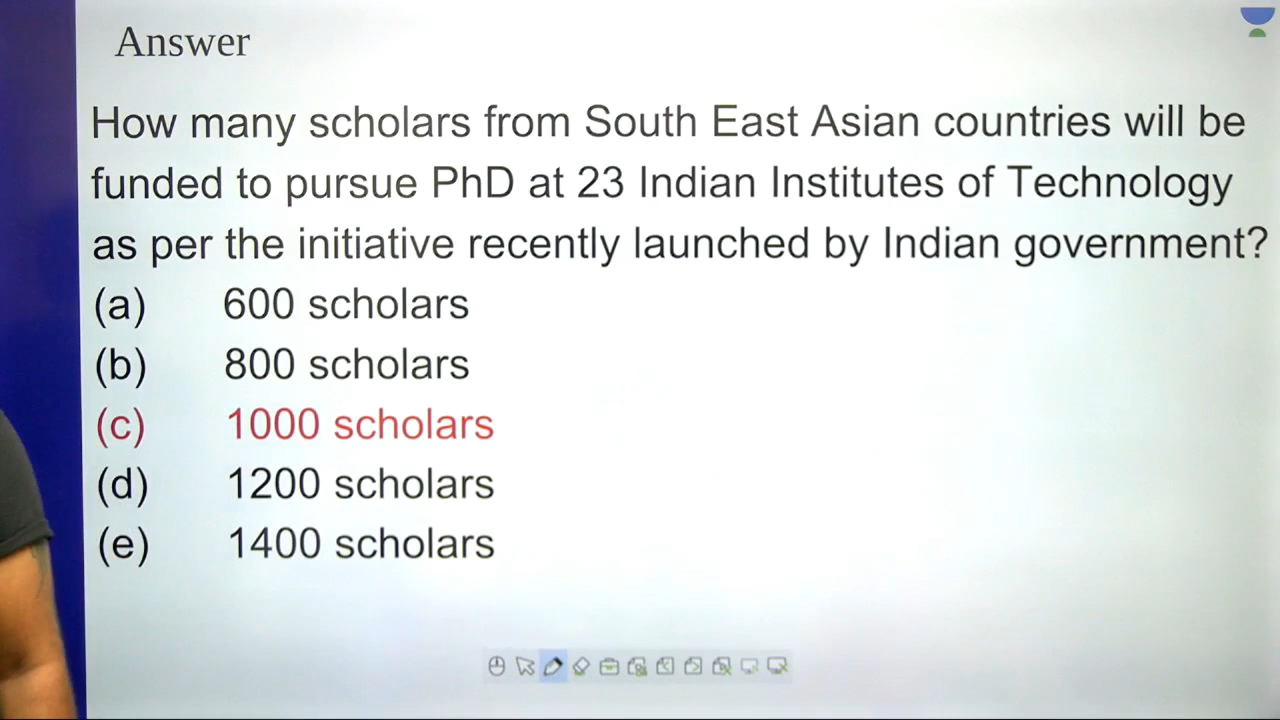 Answer
How many scholars from South East Asian countries will be
funded to pursue PhD at 23 Indian Institutes of Technology
as per the initiative recently launched by Indian government?
(a) 600 scholars
(b) 800 scholars
(c) 1000 scholars
(d) 1200 scholars
(e) 1400 scholars